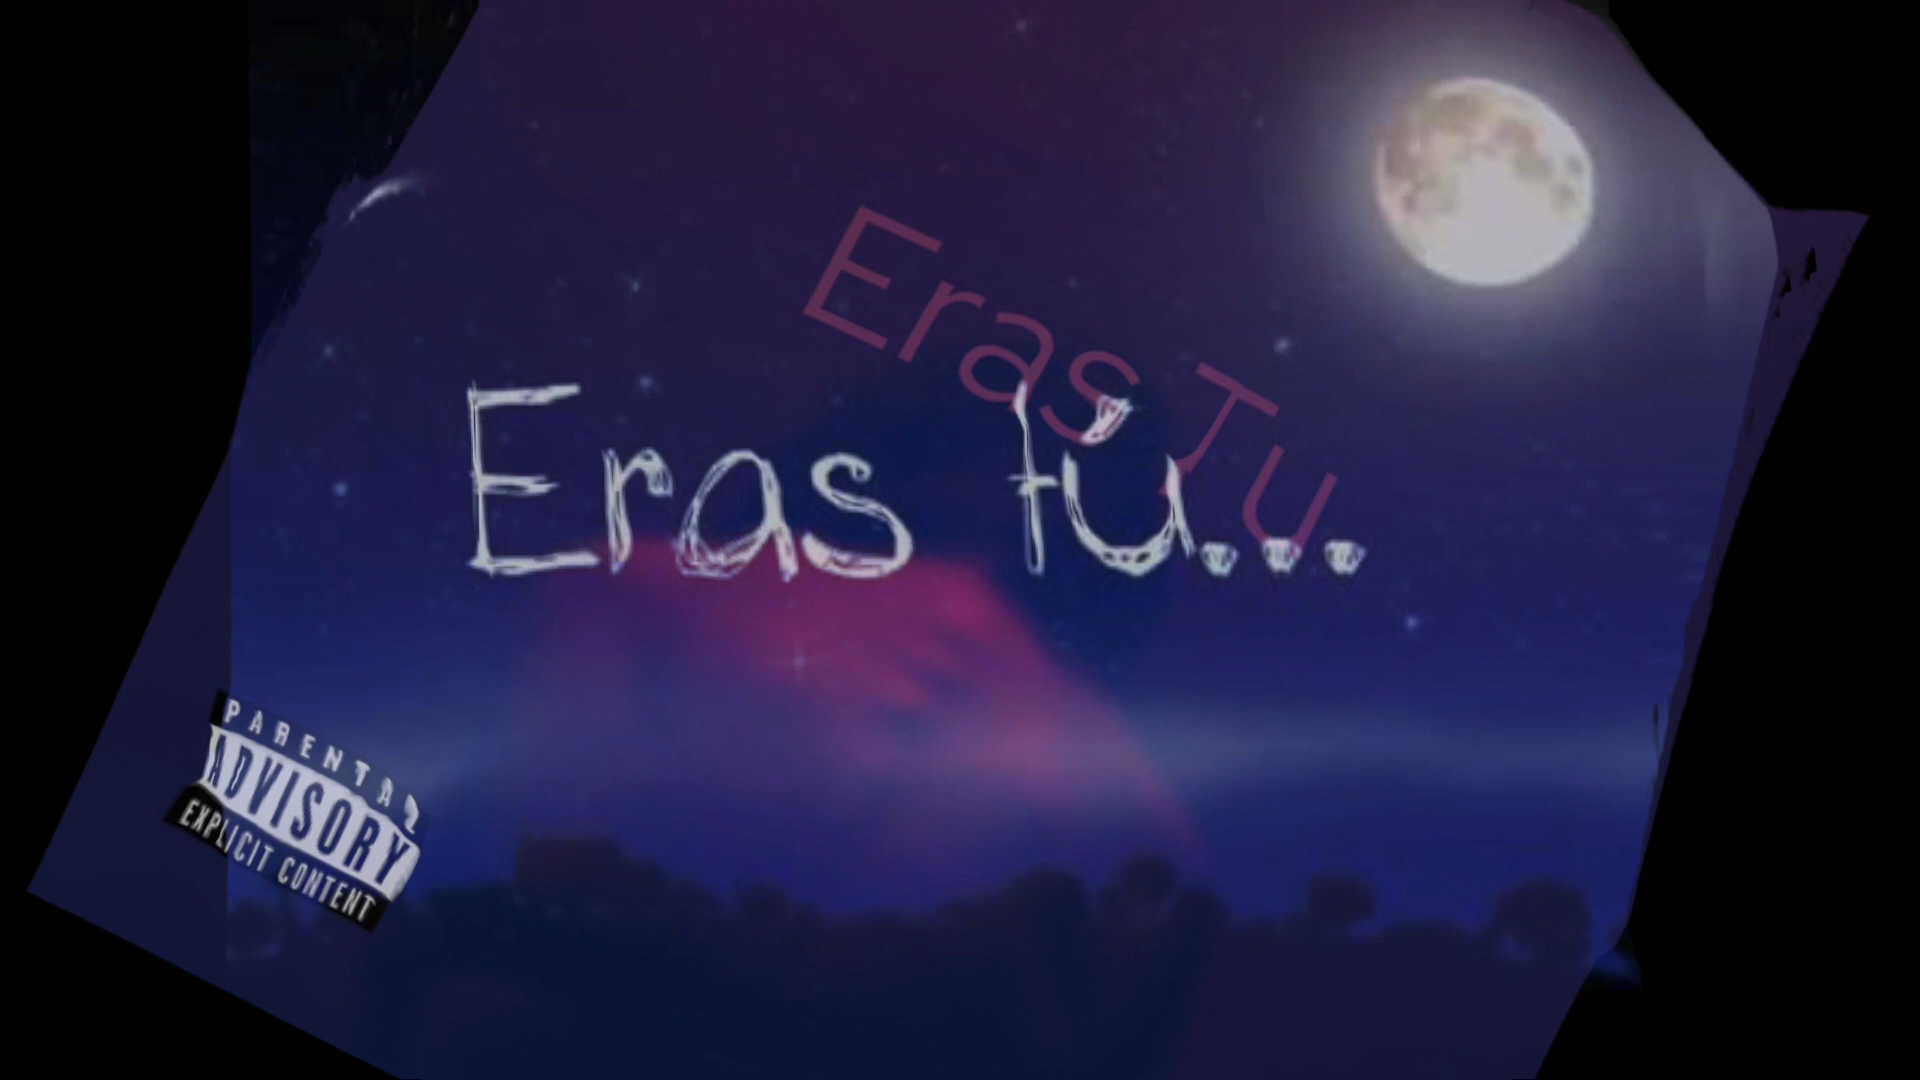 Eras Tu
Eras tú...
PARENTAL
ADVISORY
EXPLICIT CONTENT